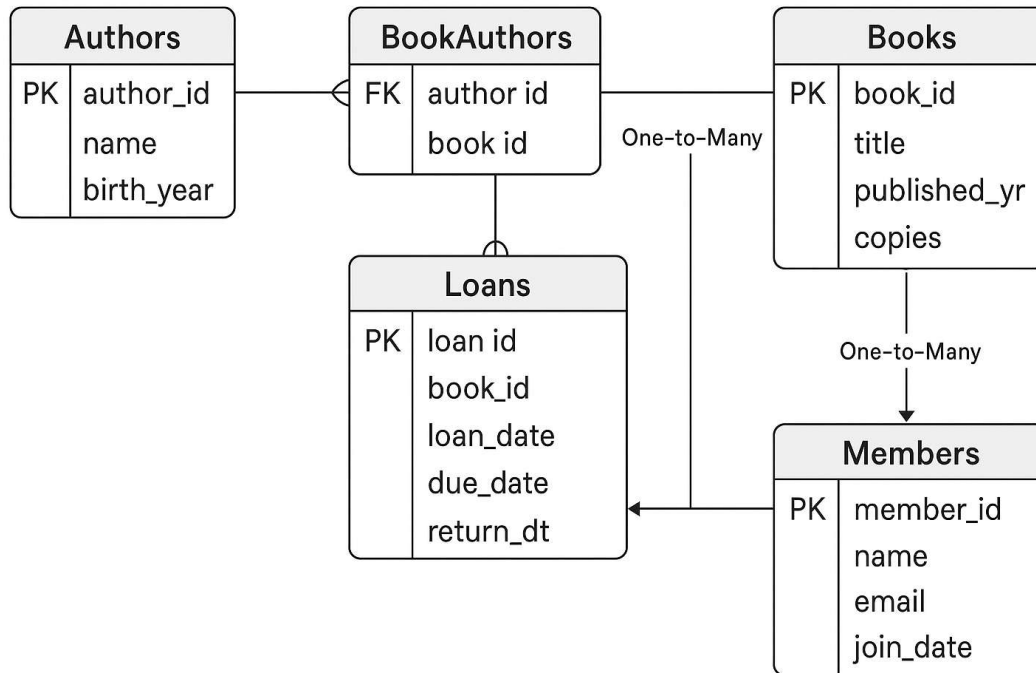 Authors
PK author_id
name
birth_year
BookAuthors
FK author id
book id
Books
PK book_id
title
published_yr
copies
One-to-Many
Loans
PK loan id
book_id
loan_date
due_date
return_dt
One-to-Many
Members
PK member_id
name
email
join_date